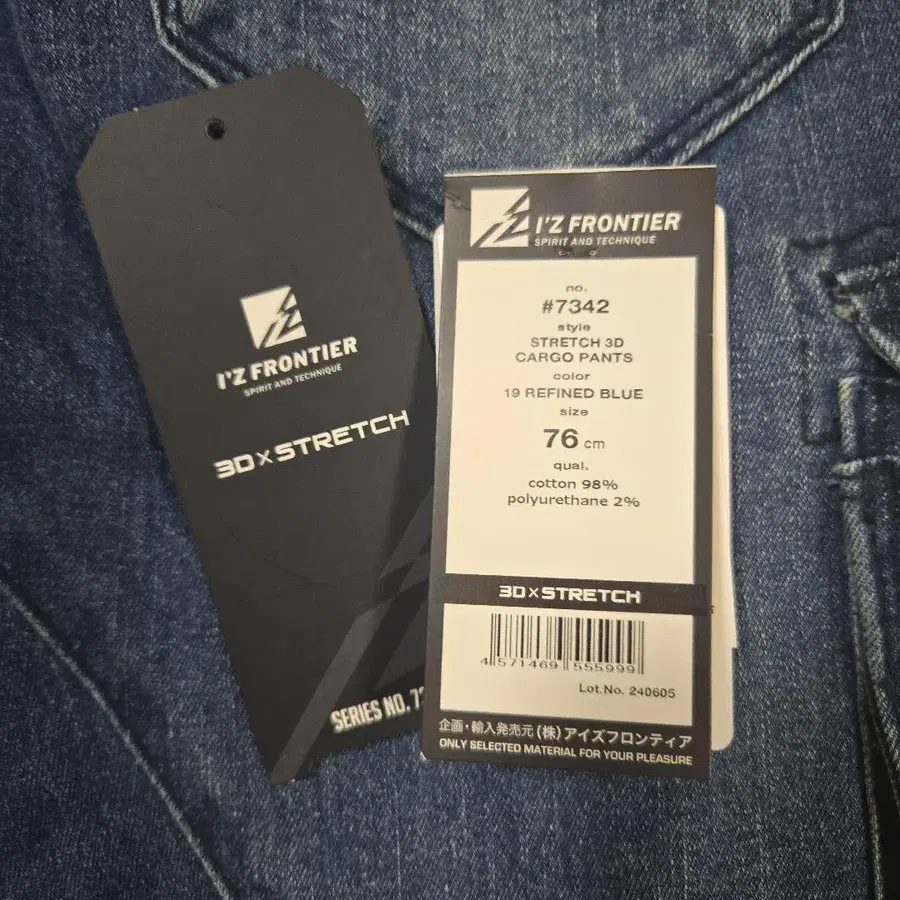 I'Z FRONTIER
SPIRIT AND TECHNIQUE
3D×STRETCH
SERIES NO.
I'Z FRONTIER
SPIRIT AND TECHNIQUE
no.
#7342
style
STRETCH 3D
CARGO PANTS
color
19 REFINED BLUE
size
76 cm
qual.
cotton 98%
polyurethane 2%
3D×STRETCH
4 571469 555999
Lot.No. 240605
企画・輸入発売元 (株)アイズフロンティア
ONLY SELECTED MATERIAL FOR YOUR PLEASURE